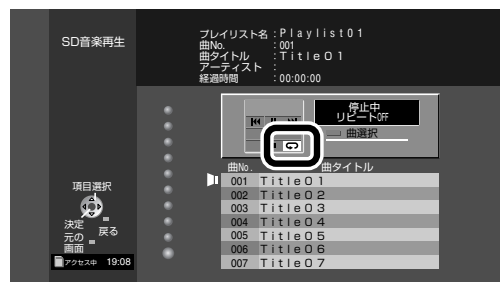 SD音楽再生
プレイリスト名 : Playlist01
曲No. : 001
曲タイトル : Title01
アーティスト :
経過時間 : 00:00:00
停止中
リピートOFF
曲選択
曲No. 曲タイトル
001 Title01
002 Title02
003 Title03
004 Title04
005 Title05
006 Title06
007 Title07
項目選択
決定
戻る
元の
画面
アクセス中 19:08